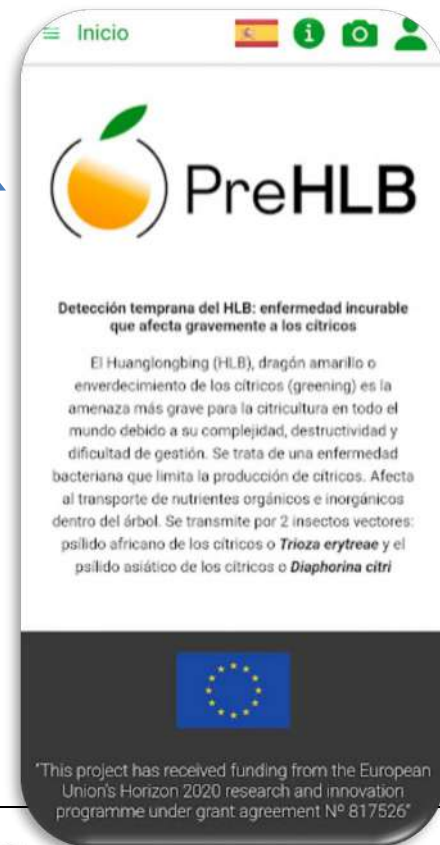 Inicio
PreHLB
Detección temprana del HLB: enfermedad incurable
que afecta gravemente a los cítricos
El Huanglongbing (HLB), dragón amarillo o
enverdecimiento de los cítricos (greening) es la
amenaza más grave para la citricultura en todo el
mundo debido a su complejidad, destructividad y
dificultad de gestión. Se trata de una enfermedad
bacteriana que limita la producción de cítricos. Afecta
al transporte de nutrientes orgánicos e inorgánicos
dentro del árbol. Se transmite por 2 insectos vectores:
psílido africano de los cítricos o Trioza erytreae y el
psílido asiático de los cítricos o Diaphorina citri
"This project has received funding from the European
Union's Horizon 2020 research and innovation
programme under grant agreement Nº 817526"